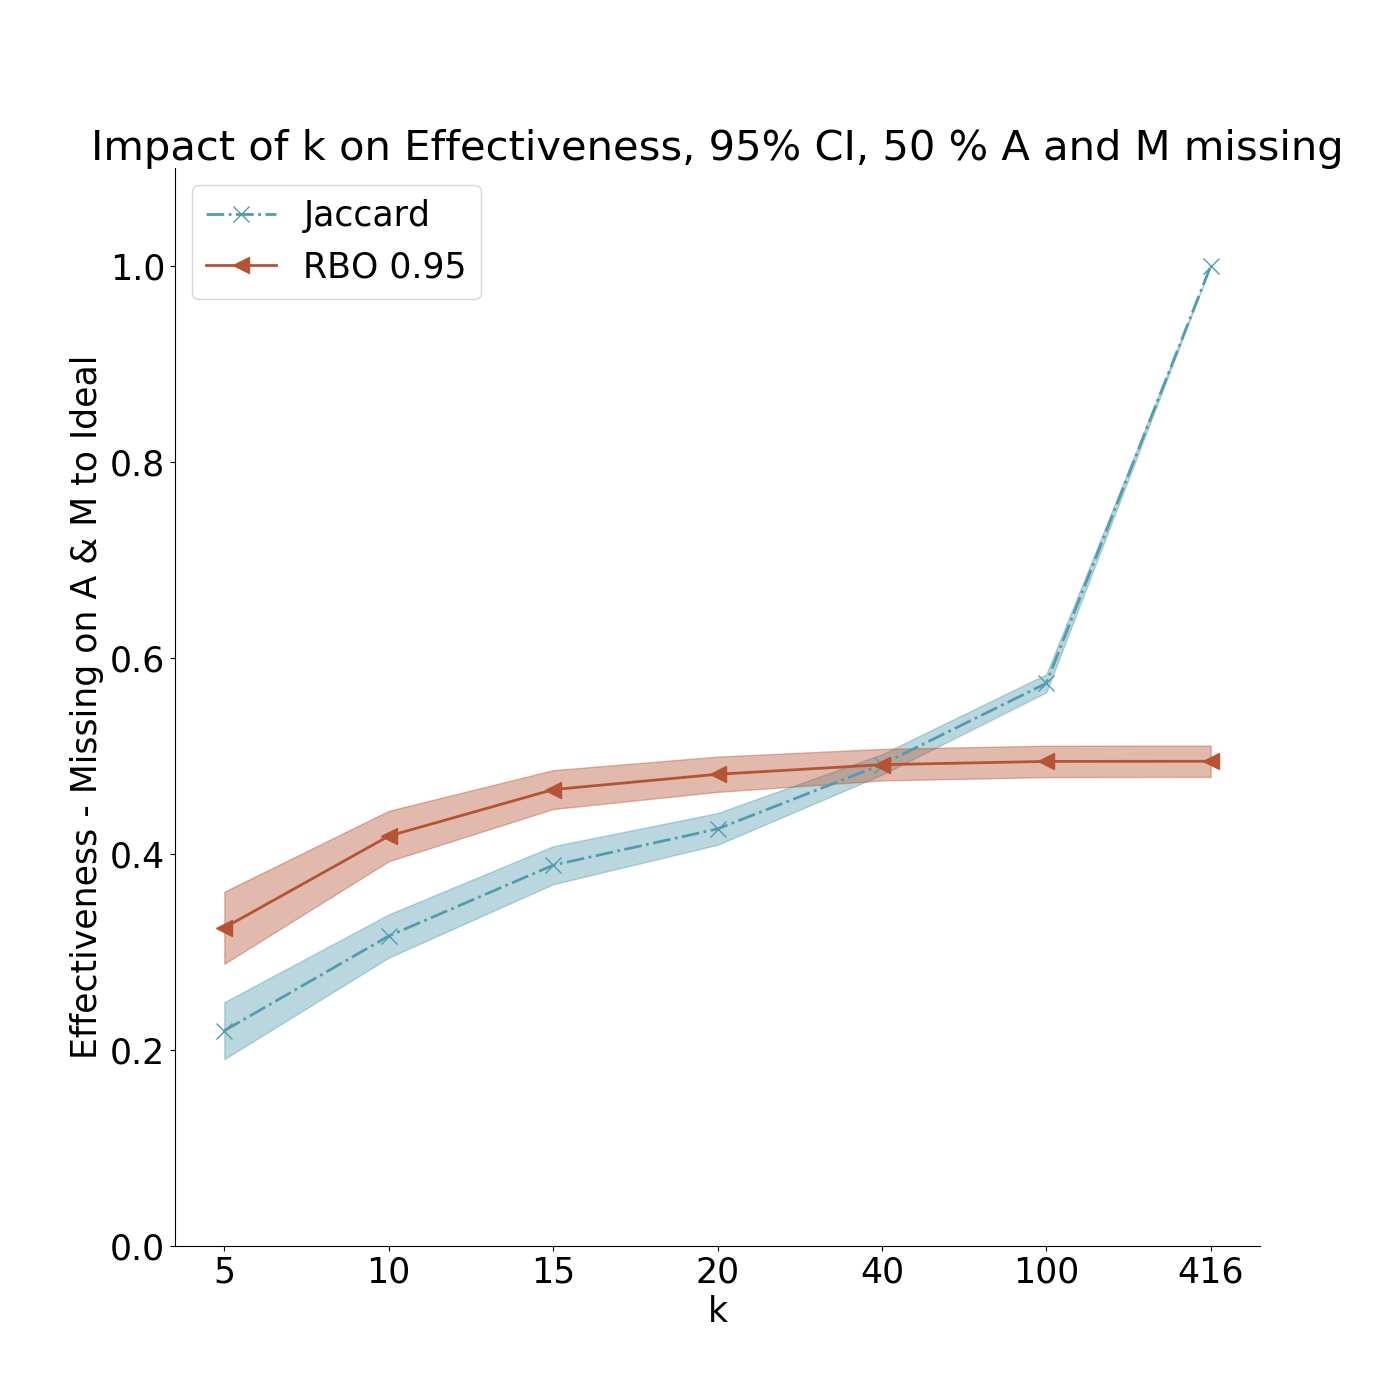 Impact of k on Effectiveness, 95% CI, 50 % A and M missing
Jaccard
RBO 0.95
Effectiveness - Missing on A & M to Ideal
1.0
0.8
0.6
0.4
0.2
0.0
5 10 15 20 40 100 416
k